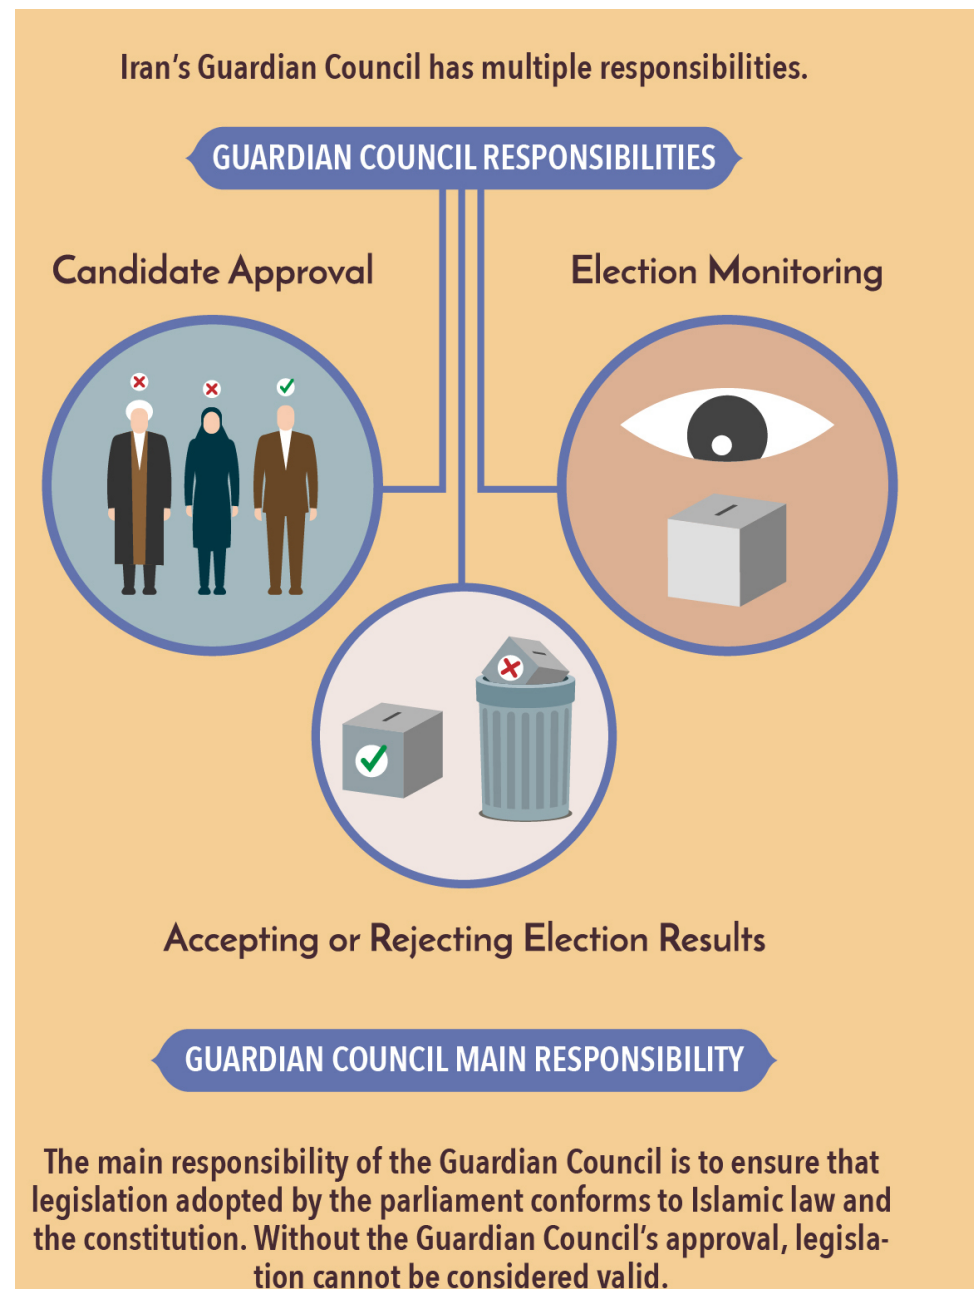 Iran’s Guardian Council has multiple responsibilities.
GUARDIAN COUNCIL RESPONSIBILITIES
Candidate Approval
Election Monitoring
Accepting or Rejecting Election Results
GUARDIAN COUNCIL MAIN RESPONSIBILITY
The main responsibility of the Guardian Council is to ensure that
legislation adopted by the parliament conforms to Islamic law and
the constitution. Without the Guardian Council’s approval, legisla-
tion cannot be considered valid.